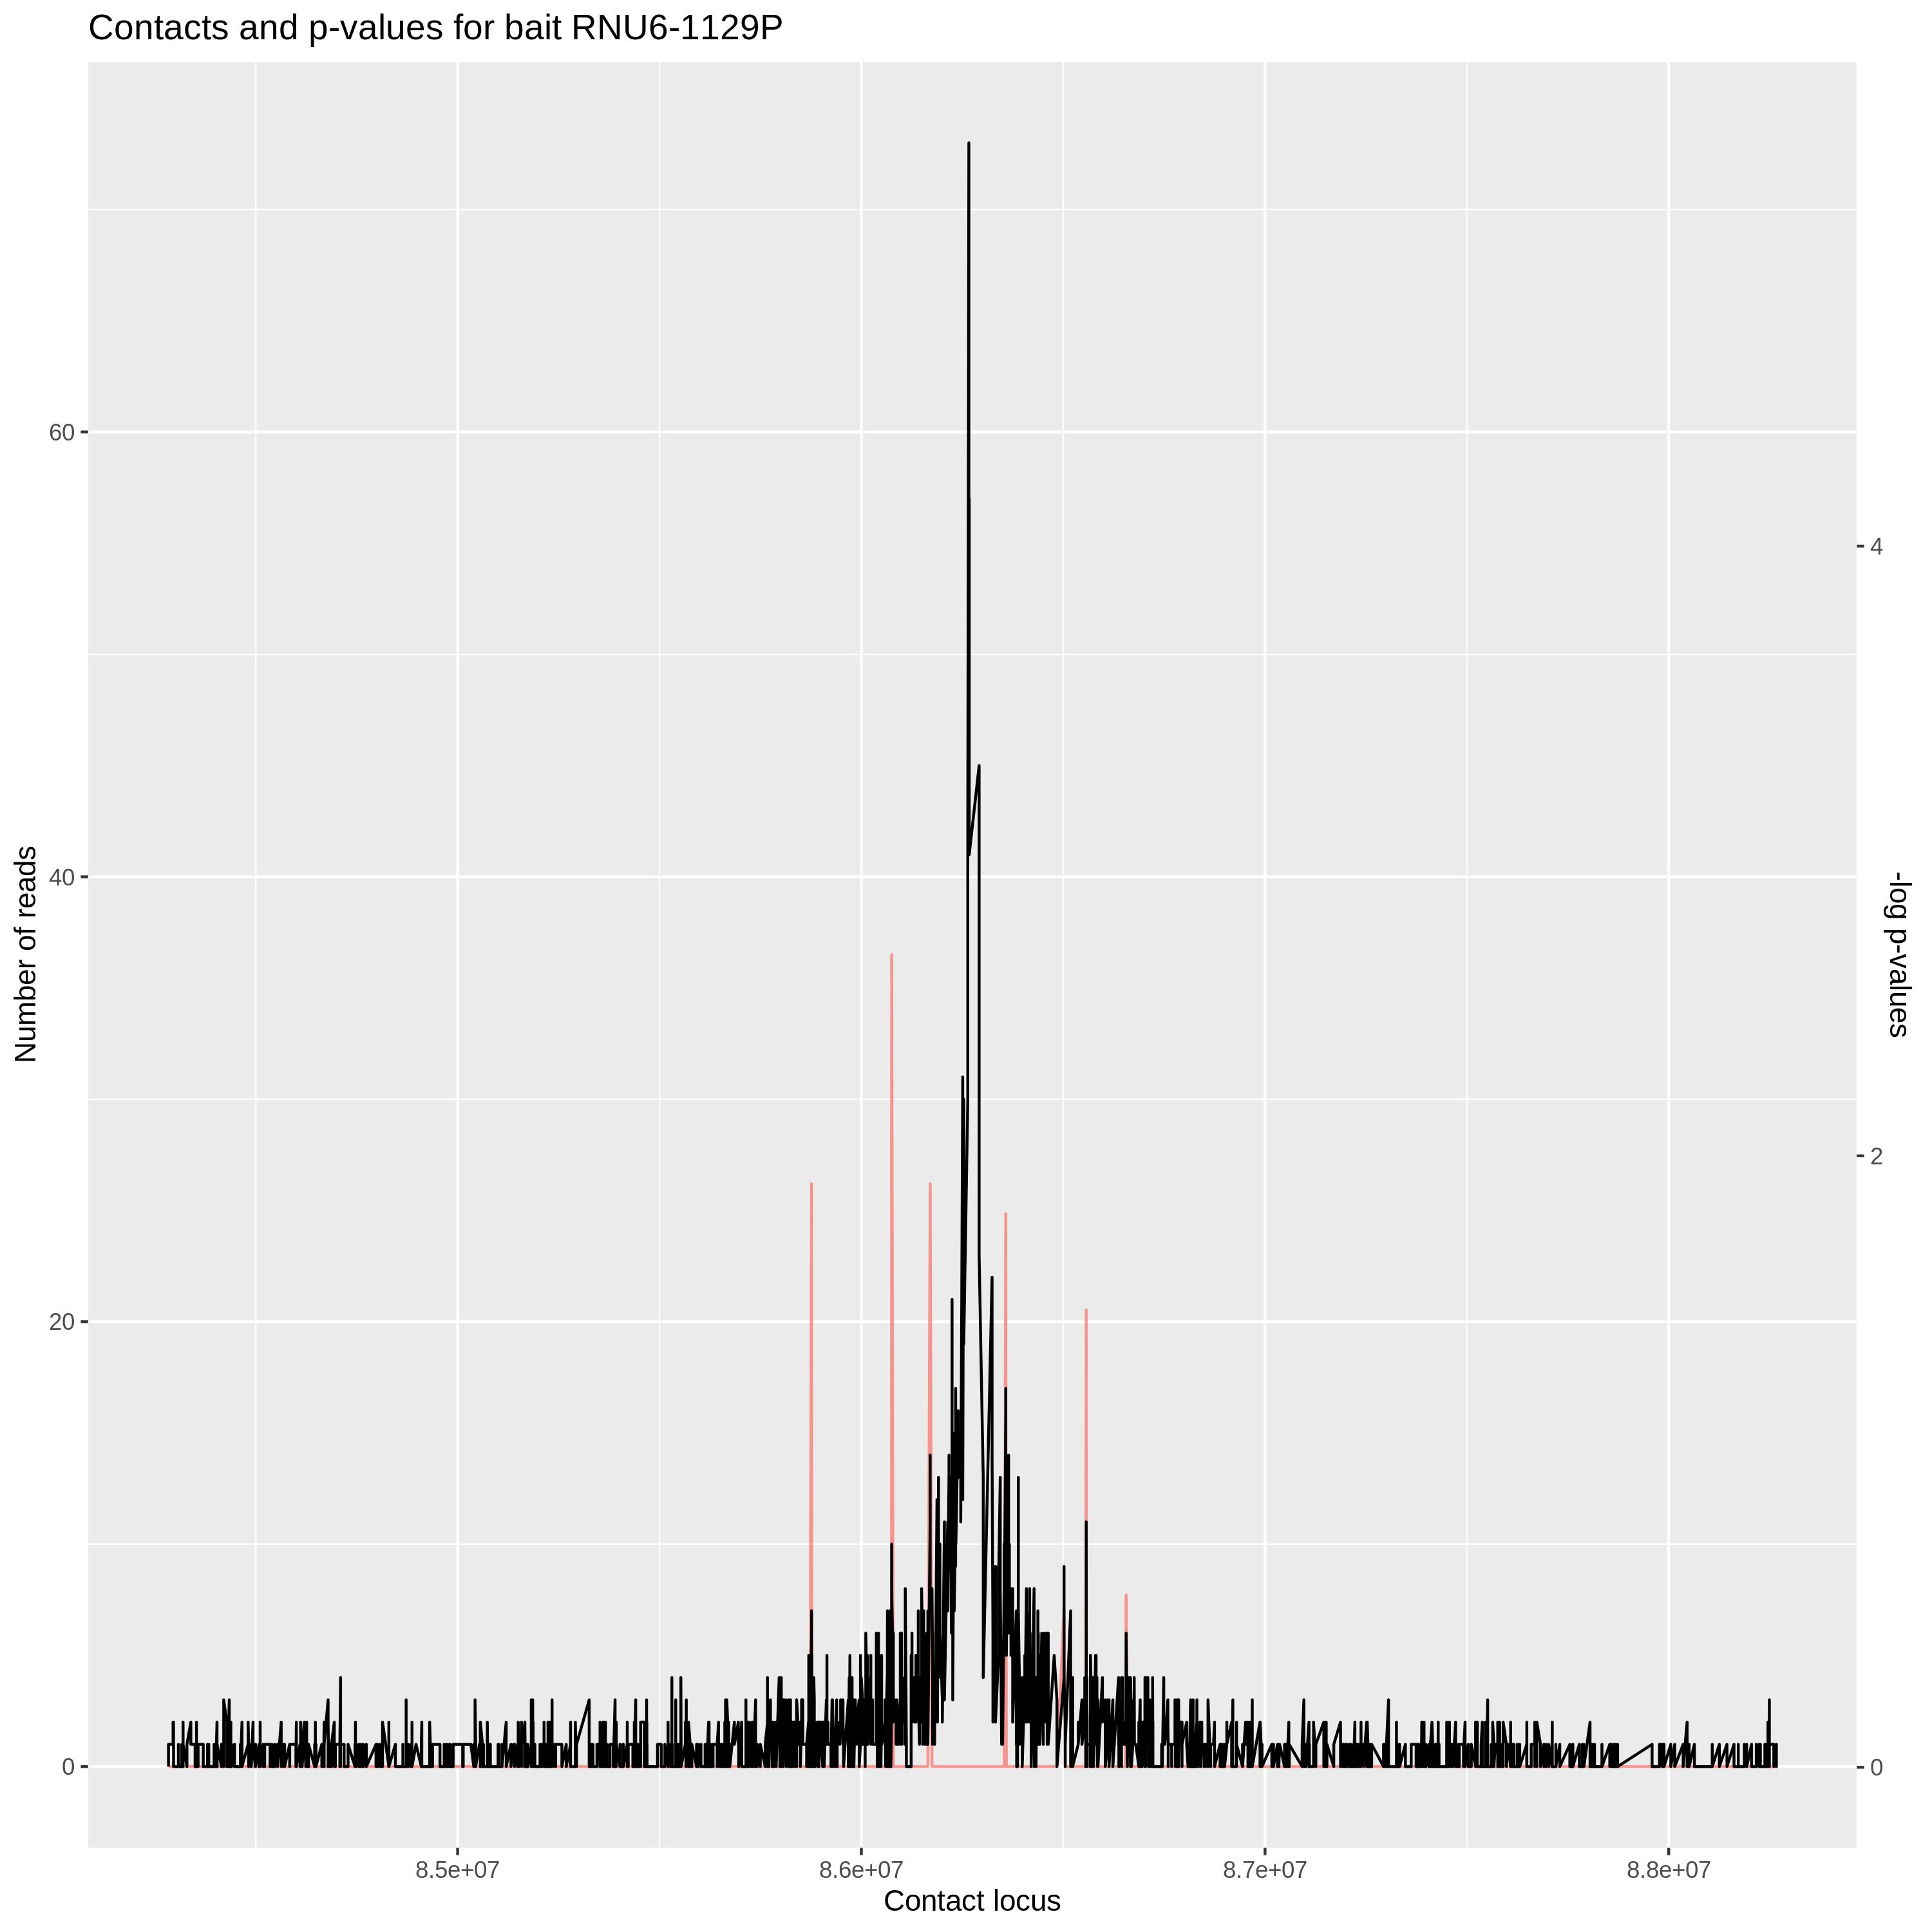 Contacts and p-values for bait RNU6-1129P
Number of reads
60
40
20
0
4
2
0
-log p-values
8.5e+07
8.6e+07
8.7e+07
8.8e+07
Contact locus